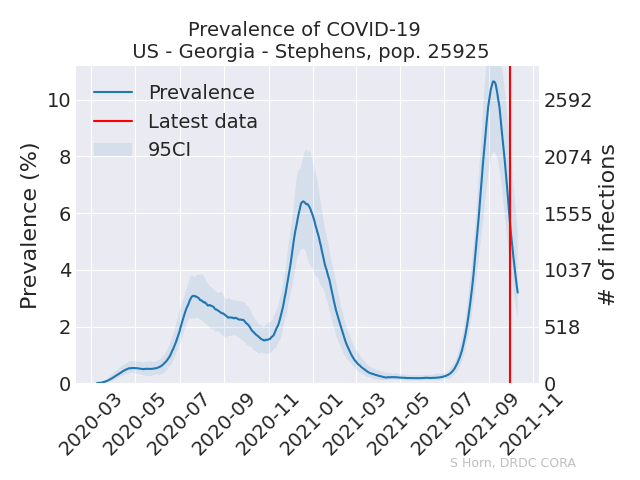 Prevalence of COVID-19
US - Georgia - Stephens, pop. 25925
Prevalence
Latest data
95CI
Prevalence (%)
10
8
6
4
2
0
2592
2074
1555
1037
518
0
# of infections
2020-03
2020-05
2020-07
2020-09
2020-11
2021-01
2021-03
2021-05
2021-07
2021-09
2021-11
S Horn, DRDC CORA